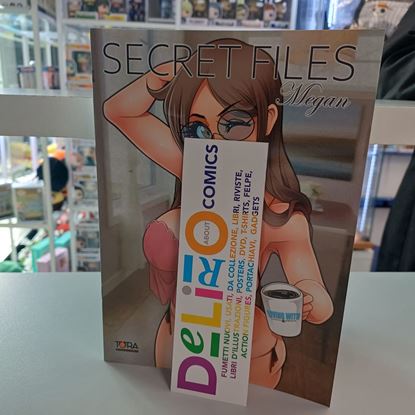 SECRET FILES
Megan
DeLiRiO
ABOUT
COMICS
FUMETTI NUOVI, USATI, DA COLLEZIONE, LIBRI, RIVISTE,
LIBRI D'ILLUSTRAZIONI, POSTERS, DVD, T-SHIRTS, FELPE,
ACTION FIGURES, PORTACHIAVI, GADGETS
TORA